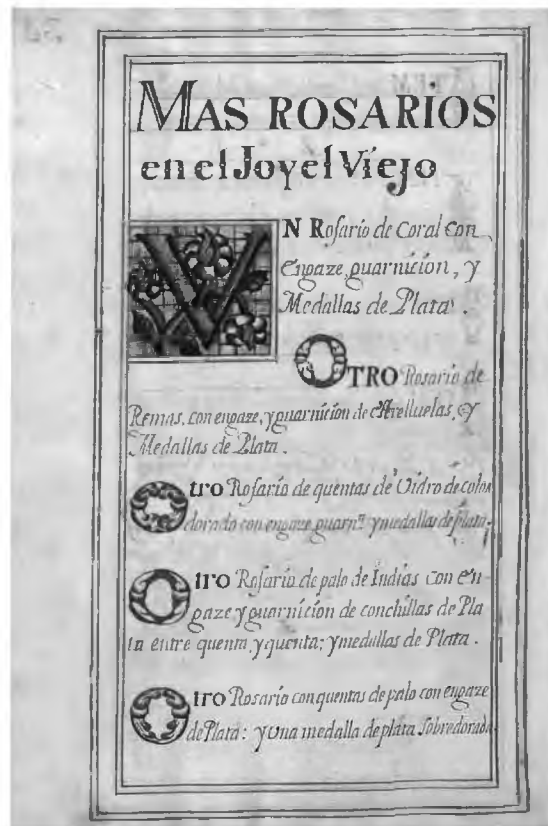 MAS ROSARIOS
en el Joyel Viejo
VN Rosario de Coral Con
engaze, guarnicion, y
Medallas de Plata.
OTRO Rosario de
Remas, con engaze, y guarnicion de Arelluelas, y
Medallas de Plata.
Otro Rosario de quentas de Vidro de color
dorado con engaze, guarn.ⁿ y medallas de plata.
Otro Rosario de palo de Indias con en-
gaze y guarnicion de conchillas de Pla
ta entre quenta, y quenta; y medallas de Plata.
Otro Rosario con quentas de palo con engaze
de Plata: y una medalla de plata sobredorada